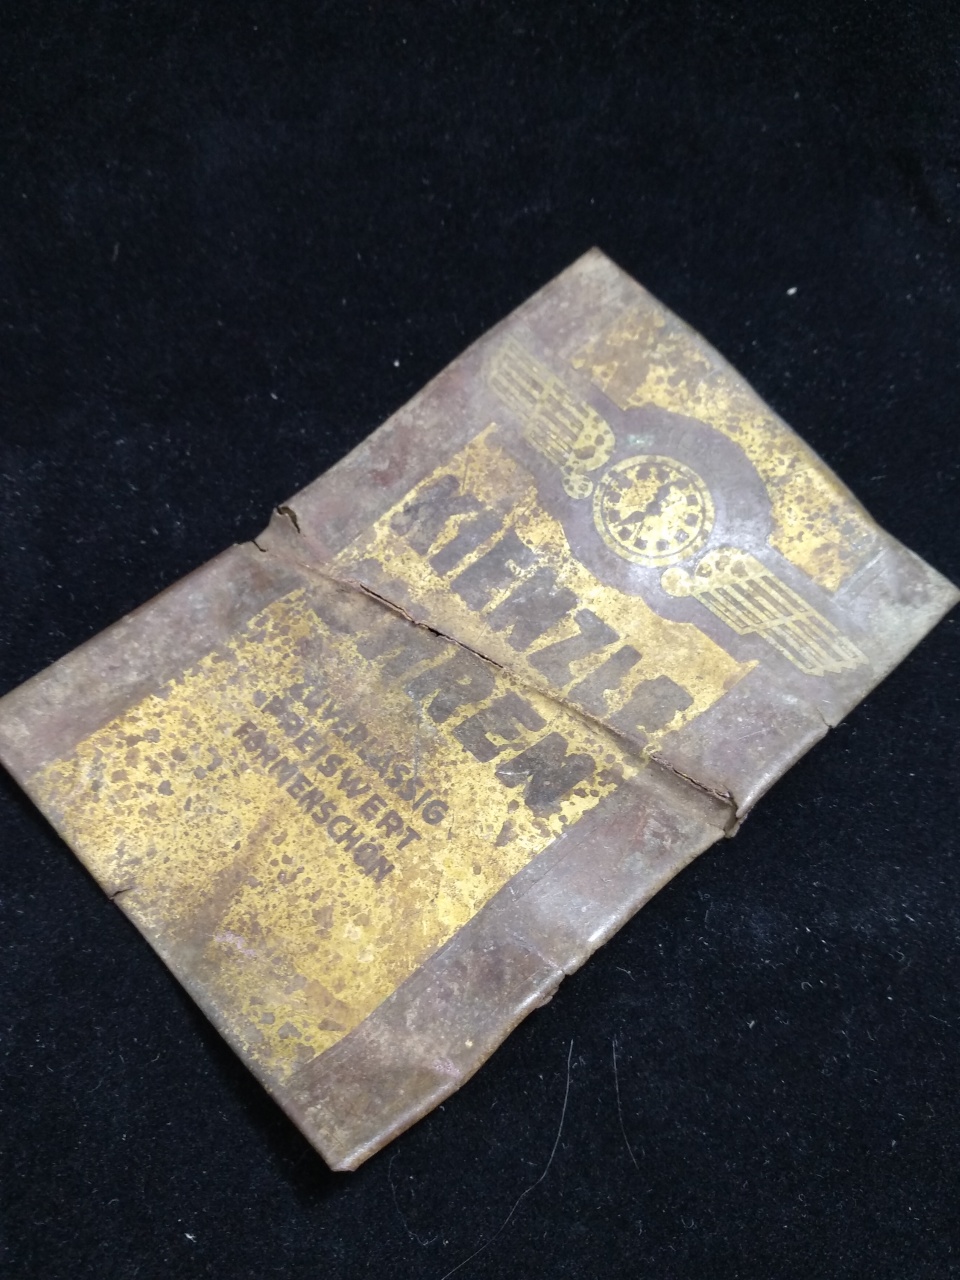 KIENZLE
UHREN
ZUVERLÄSSIG
PREISWERT
FORMENSCHÖN